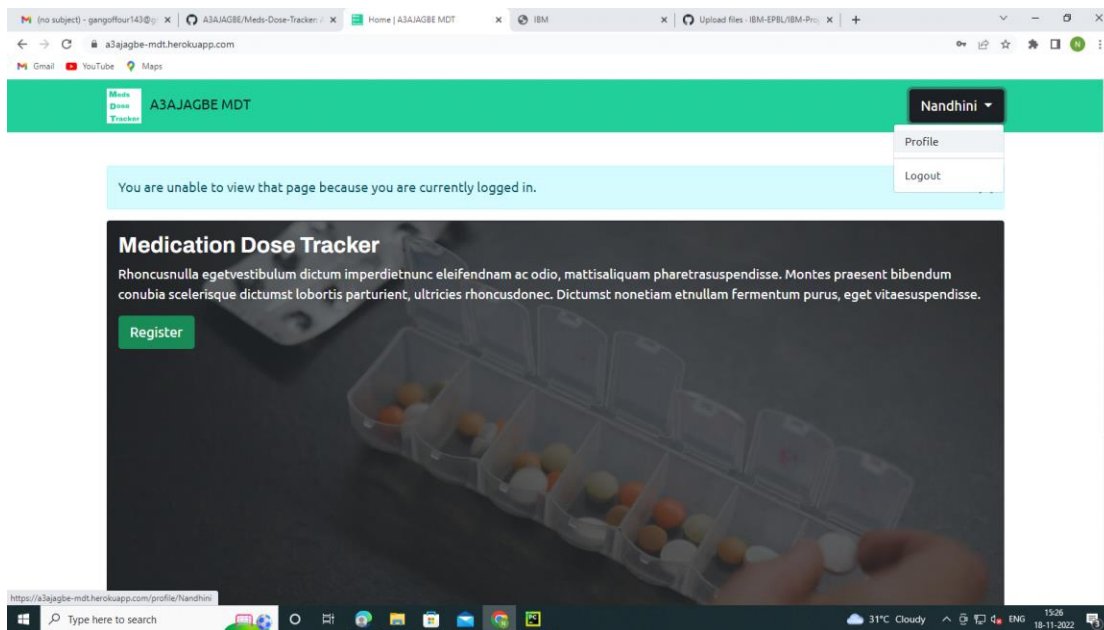 (no subject) - gangoffour143@g
A3AJAGBE/Meds-Dose-Tracker: /
Home | A3AJAGBE MDT
IBM
Upload files · IBM-EPBL/IBM-Proj
a3ajagbe-mdt.herokuapp.com
N
Gmail YouTube Maps
Meds
Dose
Tracker
A3AJAGBE MDT
Nandhini
Profile
Logout
You are unable to view that page because you are currently logged in.
Medication Dose Tracker
Rhoncusnulla egetvestibulum dictum imperdietnunc eleifendnam ac odio, mattisaliquam pharetrasuspendisse. Montes praesent bibendum
conubia scelerisque dictumst lobortis parturient, ultricies rhoncusdonec. Dictumst nonetiam etnullam fermentum purus, eget vitaesuspendisse.
Register
https://a3ajagbe-mdt.herokuapp.com/profile/Nandhini
Type here to search
PC
31°C Cloudy
ENG
15:26
18-11-2022